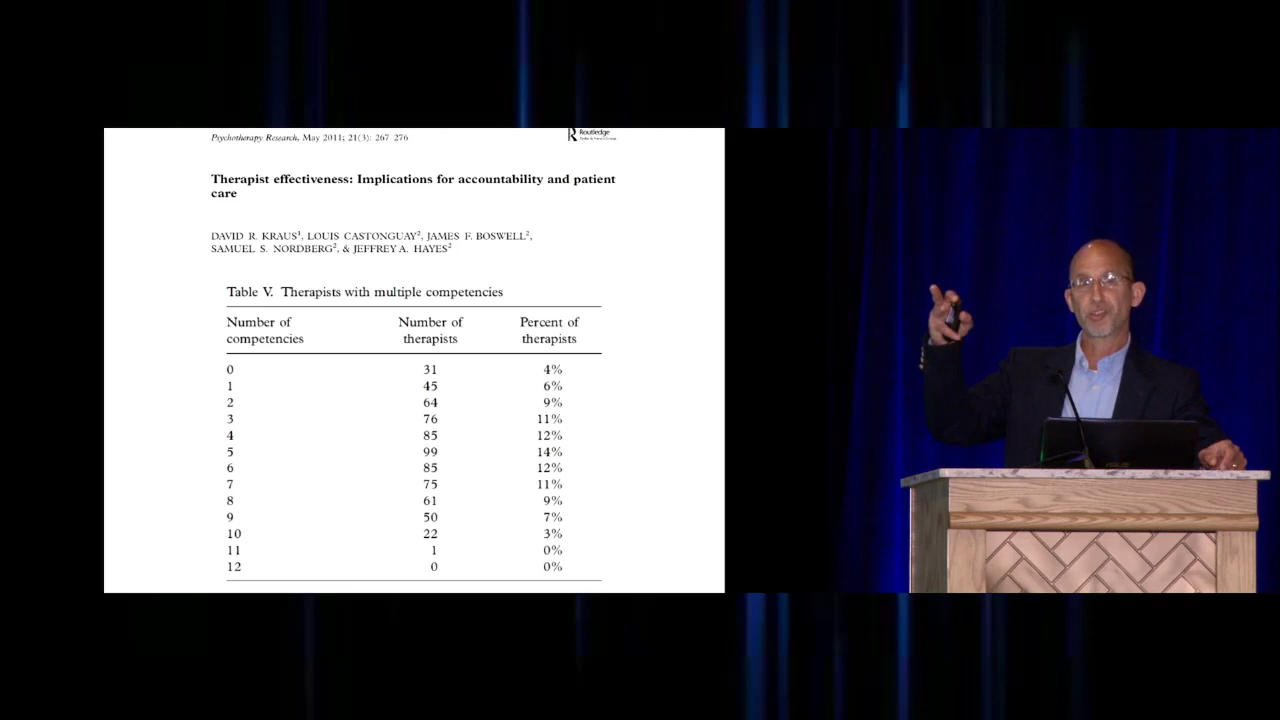 Psychotherapy Research, May 2011; 21(3): 267 276
Routledge
Therapist effectiveness: Implications for accountability and patient
care
DAVID R. KRAUS¹, LOUIS CASTONGUAY², JAMES F. BOSWELL²,
SAMUEL S. NORDBERG², & JEFFREY A. HAYES²
Table V. Therapists with multiple competencies
Number of competencies Number of therapists Percent of therapists
0 31 4%
1 45 6%
2 64 9%
3 76 11%
4 85 12%
5 99 14%
6 85 12%
7 75 11%
8 61 9%
9 50 7%
10 22 3%
11 1 0%
12 0 0%